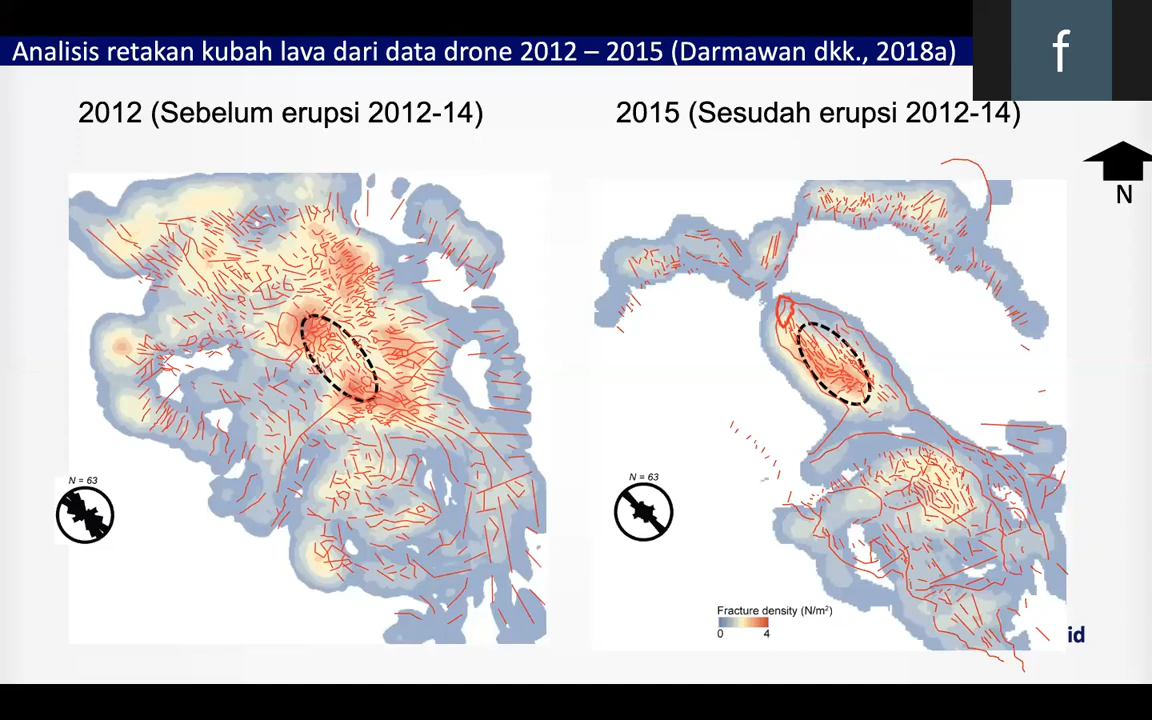 Analisis retakan kubah lava dari data drone 2012 – 2015 (Darmawan dkk., 2018a)
f
2012 (Sebelum erupsi 2012-14)
2015 (Sesudah erupsi 2012-14)
N
N = 63
N = 63
Fracture density (N/m²)
0 4
id